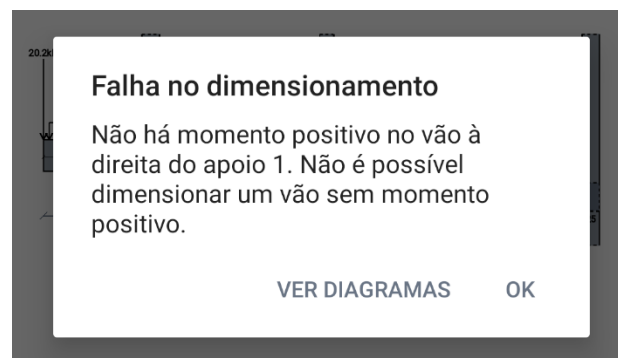 20.2k
Falha no dimensionamento
Não há momento positivo no vão à
direita do apoio 1. Não é possível
dimensionar um vão sem momento
positivo.
VER DIAGRAMAS OK